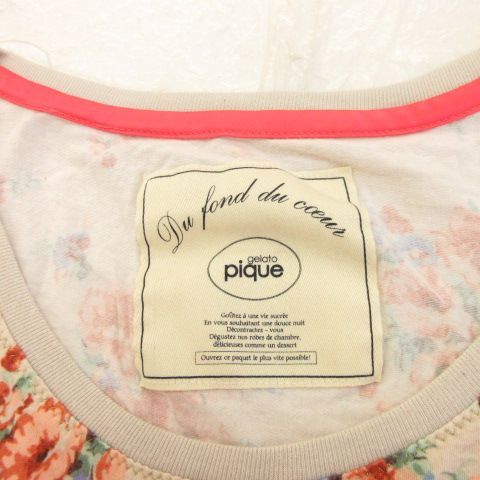 Du fond du cœur
gelato
pique
Goûtez à une vie sucrée
En vous souhaitant une douce nuit
Décontractez - vous
Dégustez nos robes de chambre,
délicieuses comme un dessert
Ouvrez ce paquet le plus vite possible!